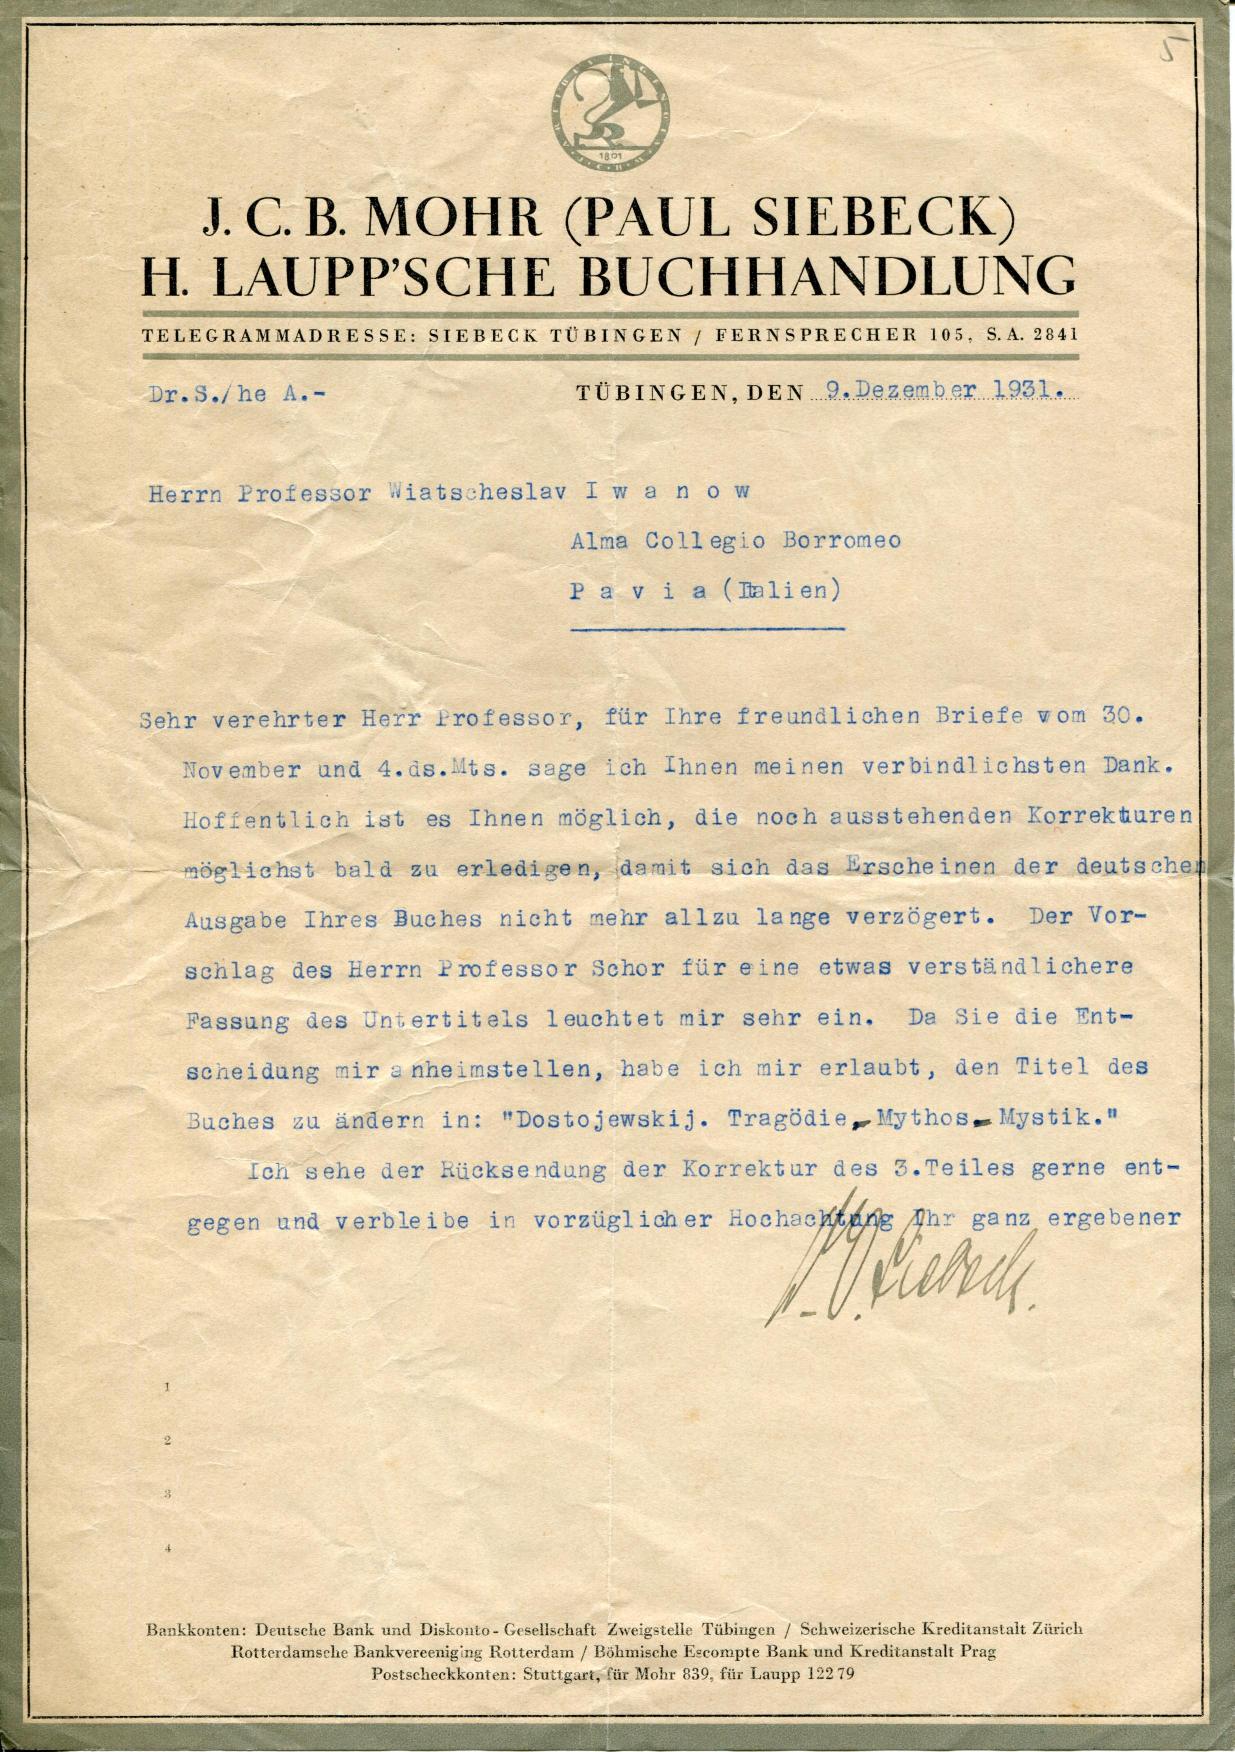 5
1801
J. C. B. MOHR (PAUL SIEBECK)
H. LAUPP'SCHE BUCHHANDLUNG
TELEGRAMMADRESSE: SIEBECK TÜBINGEN / FERNSPRECHER 105, S. A. 2841
Dr.S./he A.- TÜBINGEN, DEN 9.Dezember 1931.
Herrn Professor Wiatscheslav I w a n o w
Alma Collegio Borromeo
P a v i a (Italien)
Sehr verehrter Herr Professor, für Ihre freundlichen Briefe vom 30.
November und 4.ds.Mts. sage ich Ihnen meinen verbindlichsten Dank.
Hoffentlich ist es Ihnen möglich, die noch ausstehenden Korrekturen
möglichst bald zu erledigen, damit sich das Erscheinen der deutschen
Ausgabe Ihres Buches nicht mehr allzu lange verzögert. Der Vor-
schlag des Herrn Professor Schor für eine etwas verständlichere
Fassung des Untertitels leuchtet mir sehr ein. Da Sie die Ent-
scheidung mir anheimstellen, habe ich mir erlaubt, den Titel des
Buches zu ändern in: "Dostojewskij. Tragödie-Mythos-Mystik."
Ich sehe der Rücksendung der Korrektur des 3.Teiles gerne ent-
gegen und verbleibe in vorzüglicher Hochachtung Ihr ganz ergebener
Siebeck.
1
2
3
4
Bankkonten: Deutsche Bank und Diskonto-Gesellschaft Zweigstelle Tübingen / Schweizerische Kreditanstalt Zürich
Rotterdamsche Bankvereeniging Rotterdam / Böhmische Escompte Bank und Kreditanstalt Prag
Postscheckkonten: Stuttgart, für Mohr 839, für Laupp 12279